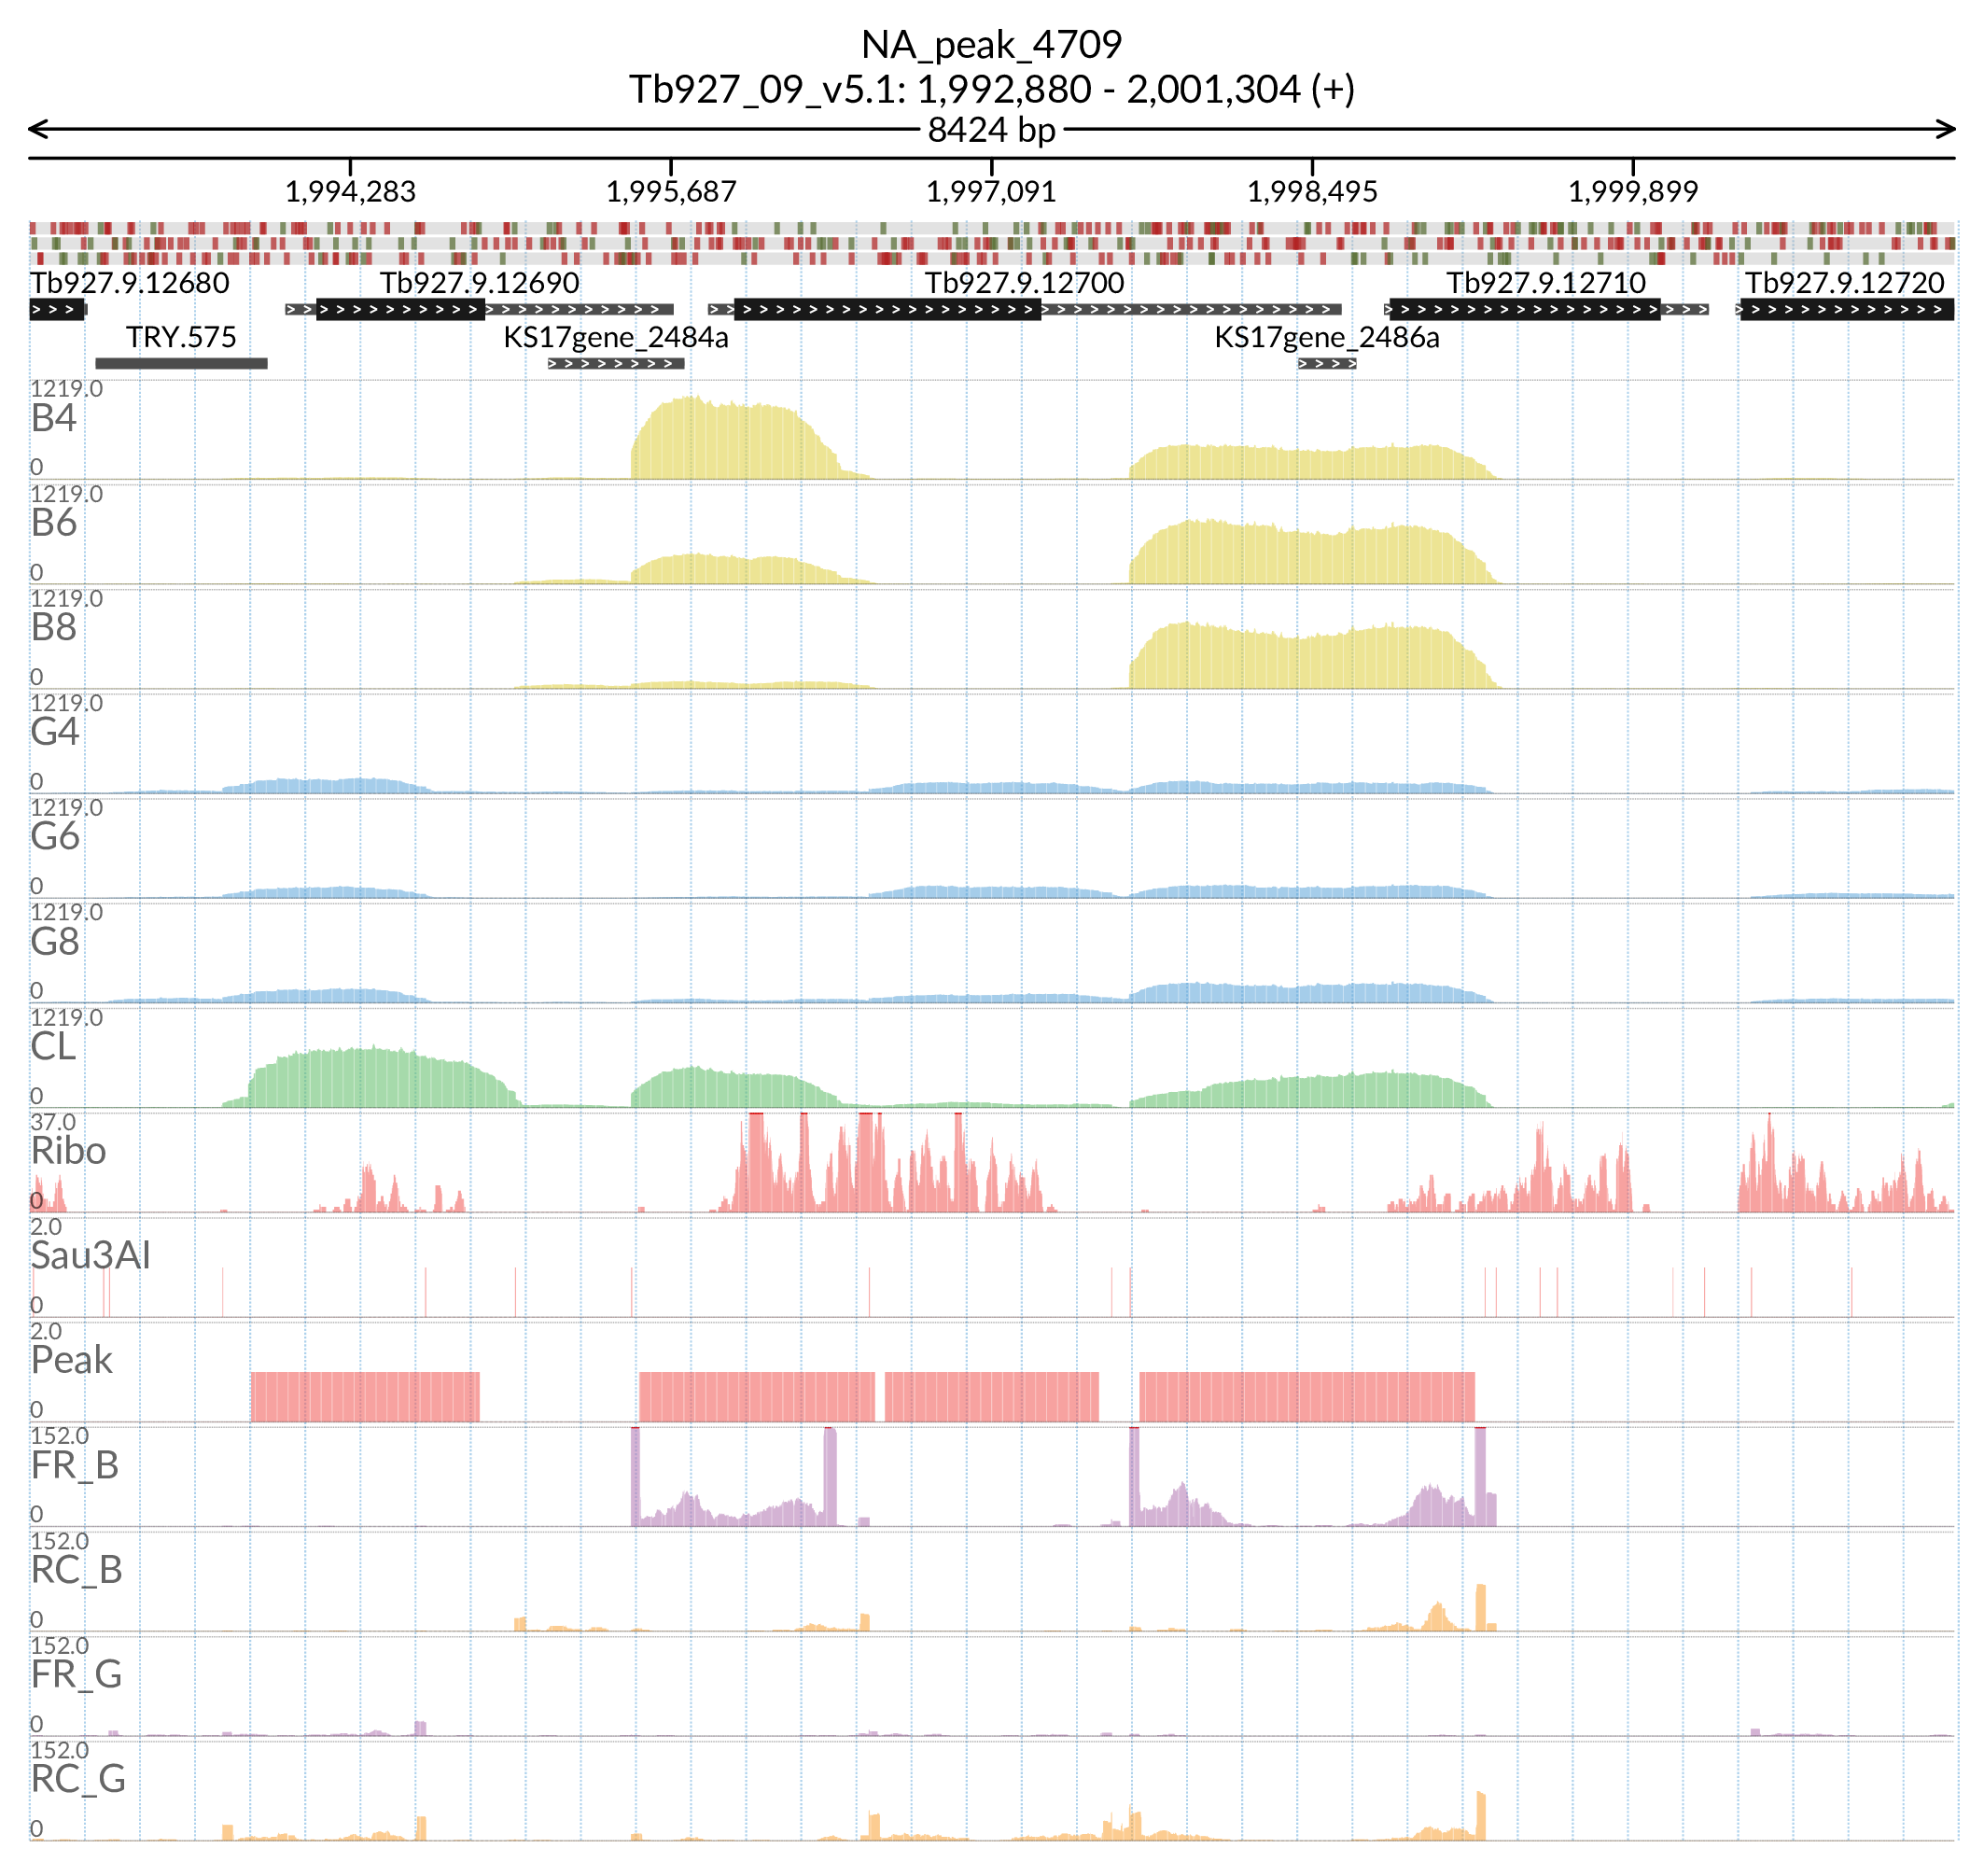 NA_peak_4709
Tb927_09_v5.1: 1,992,880 - 2,001,304 (+)
8424 bp
1,994,283 1,995,687 1,997,091 1,998,495 1,999,899
Tb927.9.12680 Tb927.9.12690 Tb927.9.12700 Tb927.9.12710 Tb927.9.12720
TRY.575 KS17gene_2484a KS17gene_2486a
1219.0
B4
0
1219.0
B6
0
1219.0
B8
0
1219.0
G4
0
1219.0
G6
0
1219.0
G8
0
1219.0
CL
0
37.0
Ribo
0
2.0
Sau3AI
0
2.0
Peak
0
152.0
FR_B
0
152.0
RC_B
0
152.0
FR_G
0
152.0
RC_G
0